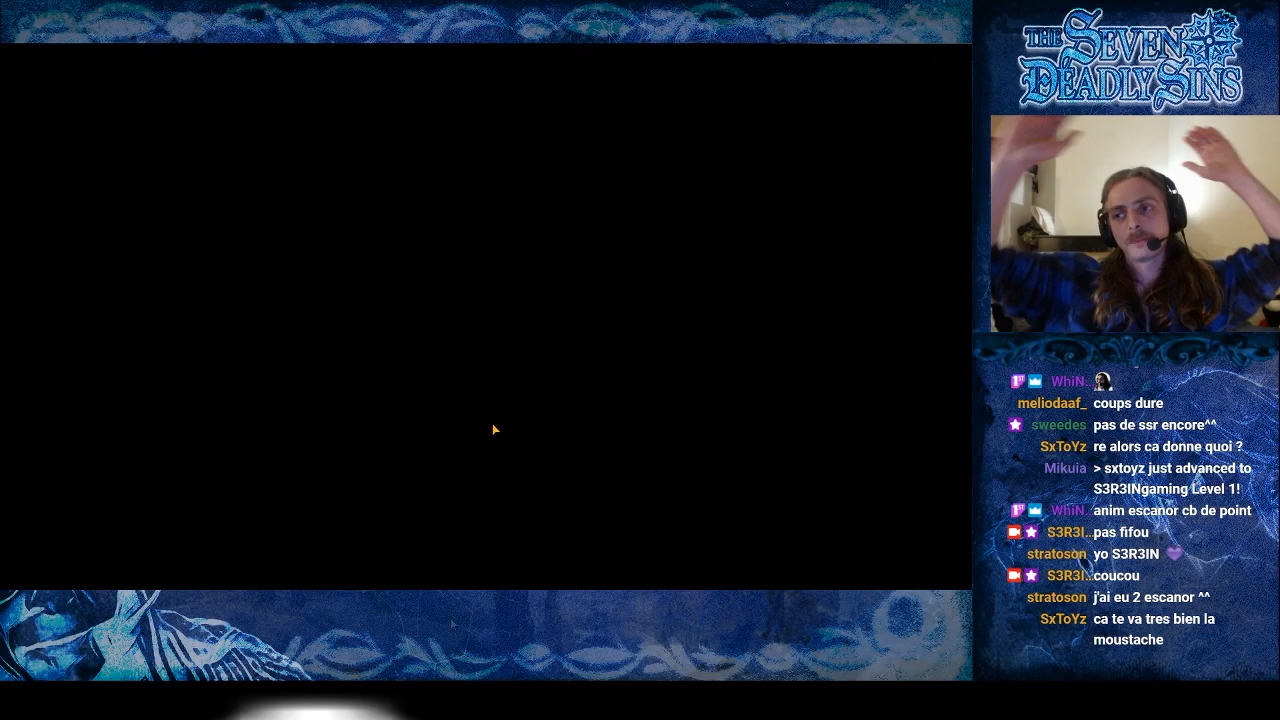 THE SEVEN
DEADLY SINS
WhiN..
meliodaaf_ coups dure
sweedes pas de ssr encore^^
SxToYz re alors ca donne quoi ?
Mikuia > sxtoyz just advanced to
S3R3INgaming Level 1!
WhiN.. anim escanor cb de point
S3R3I... pas fifou
stratoson yo S3R3IN 💜
S3R3I... coucou
stratoson j'ai eu 2 escanor ^^
SxToYz ca te va tres bien la
moustache